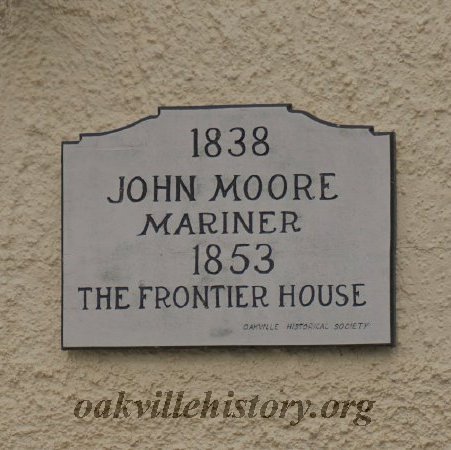 1838
JOHN MOORE
MARINER
1853
THE FRONTIER HOUSE
OAKVILLE HISTORICAL SOCIETY
oakvillehistory.org